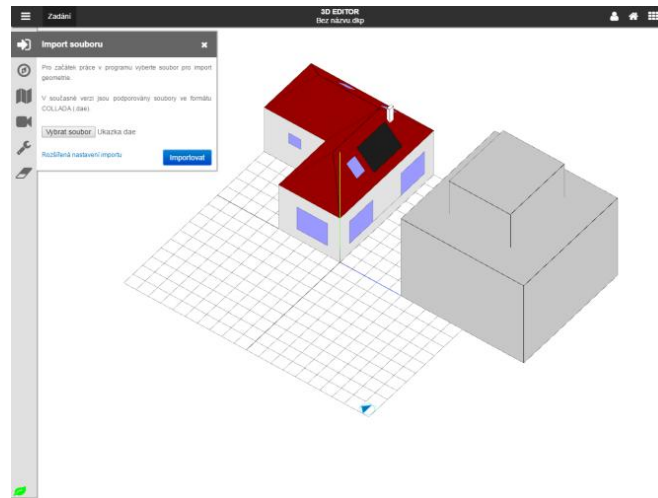 Zadání
3D EDITOR
Bez názvu.dkp
Import souboru
Pro začátek práce v programu vyberte soubor pro import
geometrie.
V současné verzi jsou podporovány soubory ve formátu
COLLADA (.dae)
Vybrat soubor Ukazka dae
Rozšířená nastavení importu
Importovat